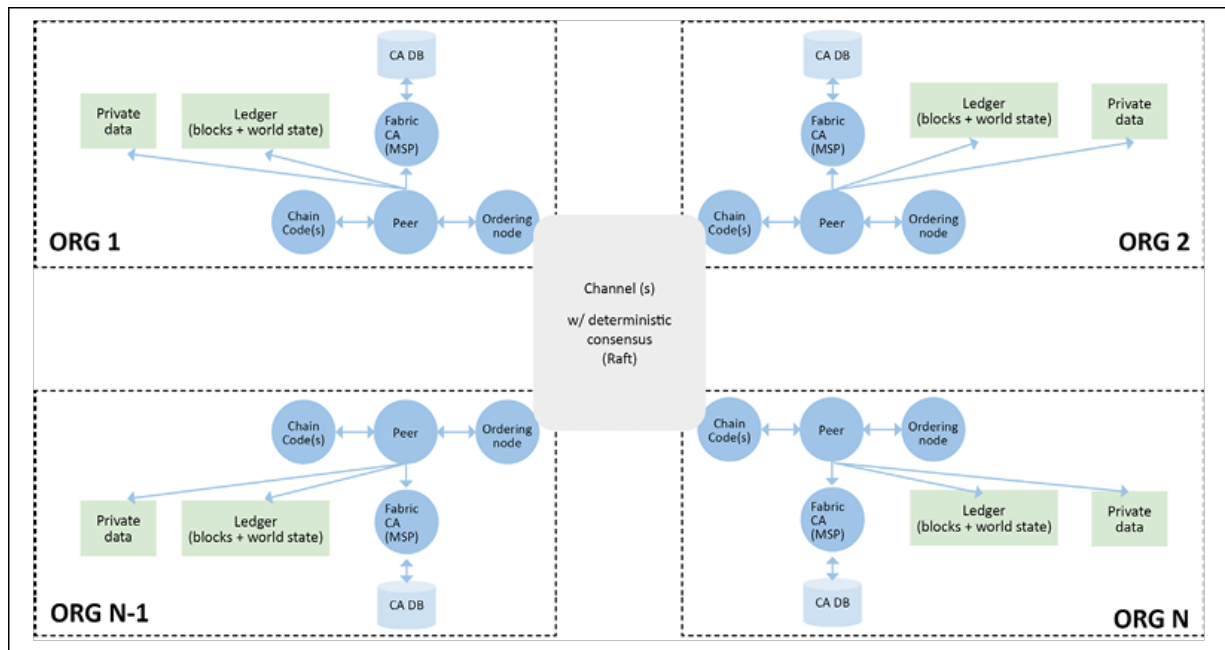 CA DB
Private
data
Ledger
(blocks + world state)
Fabric
CA
(MSP)
Chain
Code(s)
Peer
Ordering
node
ORG 1
CA DB
Fabric
CA
(MSP)
Ledger
(blocks + world state)
Private
data
Chain
Code(s)
Peer
Ordering
node
ORG 2
Channel (s)
w/ deterministic
consensus
(Raft)
Chain
Code(s)
Peer
Ordering
node
Private
data
Ledger
(blocks + world state)
Fabric
CA
(MSP)
CA DB
ORG N-1
Chain
Code(s)
Peer
Ordering
node
Fabric
CA
(MSP)
Ledger
(blocks + world state)
Private
data
CA DB
ORG N